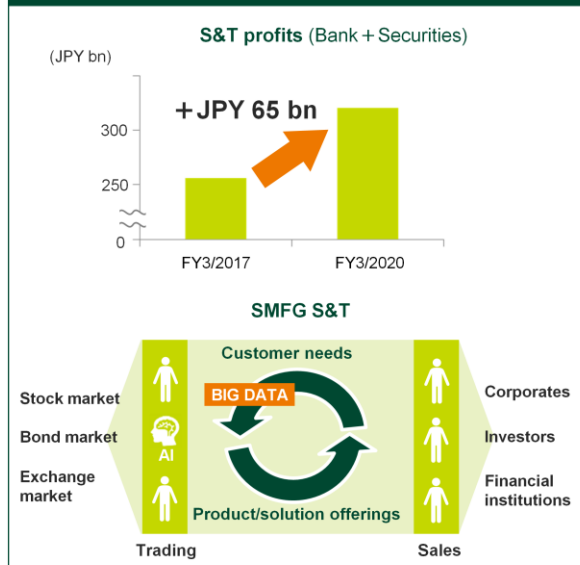 S&T profits (Bank + Securities)
(JPY bn)
+JPY 65 bn
300
250
0
FY3/2017
FY3/2020
SMFG S&T
Customer needs
BIG DATA
Stock market
Bond market
Exchange
market
AI
Corporates
Investors
Financial
institutions
Product/solution offerings
Trading
Sales